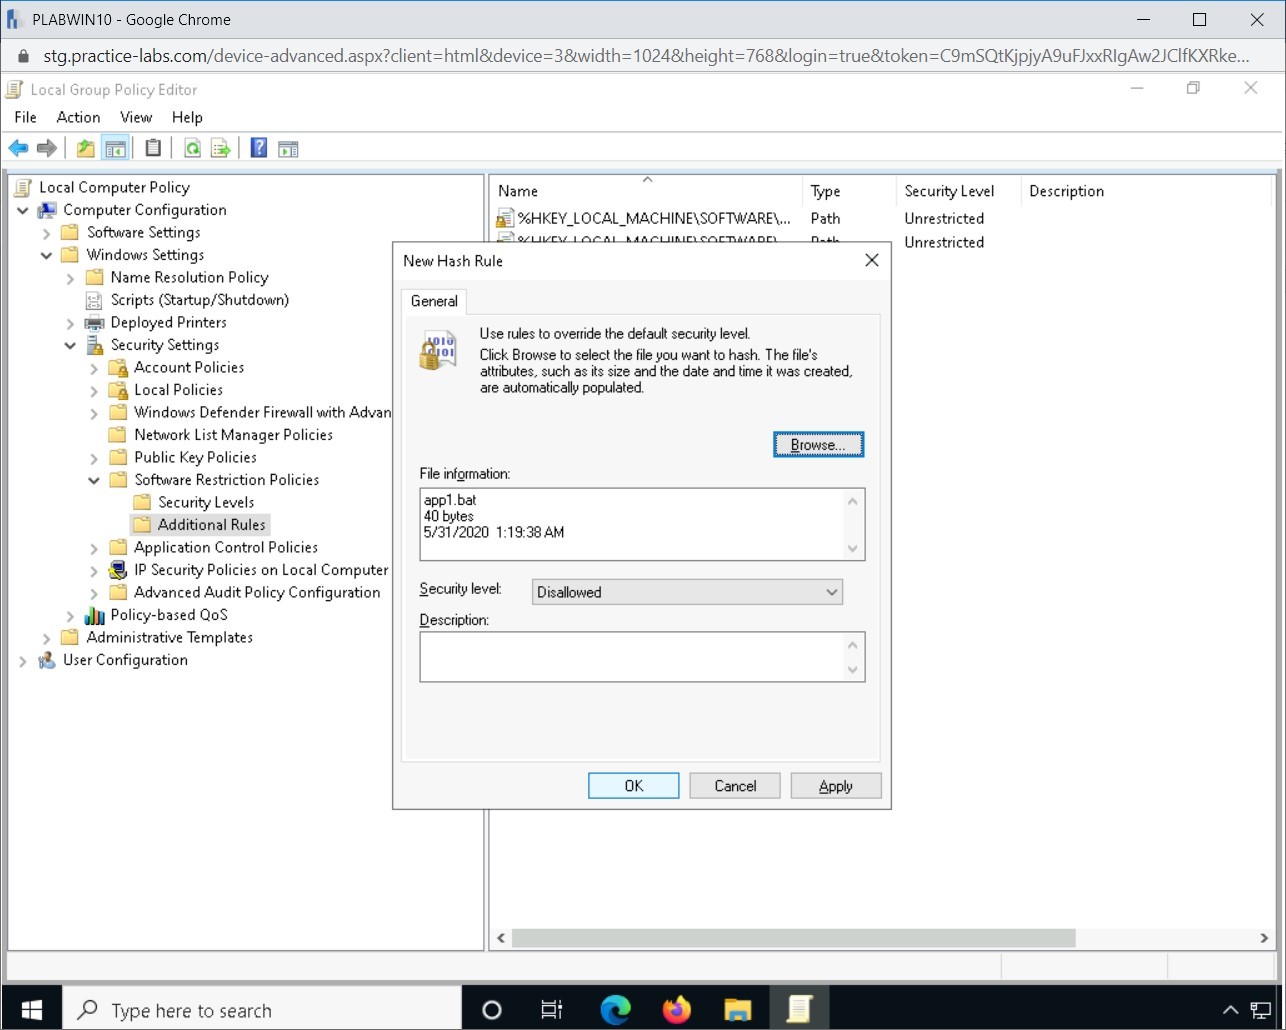 PLABWIN10 - Google Chrome
stg.practice-labs.com/device-advanced.aspx?client=html&device=3&width=1024&height=768&login=true&token=C9mSQtKjpjyA9uFJxxRIgAw2JClfKXRke...
Local Group Policy Editor
File Action View Help
Local Computer Policy
Computer Configuration
Software Settings
Windows Settings
Name Resolution Policy
Scripts (Startup/Shutdown)
Deployed Printers
Security Settings
Account Policies
Local Policies
Windows Defender Firewall with Advan
Network List Manager Policies
Public Key Policies
Software Restriction Policies
Security Levels
Additional Rules
Application Control Policies
IP Security Policies on Local Computer
Advanced Audit Policy Configuration
Policy-based QoS
Administrative Templates
User Configuration
Name Type Security Level Description
%HKEY_LOCAL_MACHINE\SOFTWARE\... Path Unrestricted
%HKEY_LOCAL_MACHINE\SOFTWARE\... Path Unrestricted
New Hash Rule
General
Use rules to override the default security level.
Click Browse to select the file you want to hash. The file's
attributes, such as its size and the date and time it was created,
are automatically populated.
Browse...
File information:
app1.bat
40 bytes
5/31/2020 1:19:38 AM
Security level: Disallowed
Description:
OK Cancel Apply
Type here to search